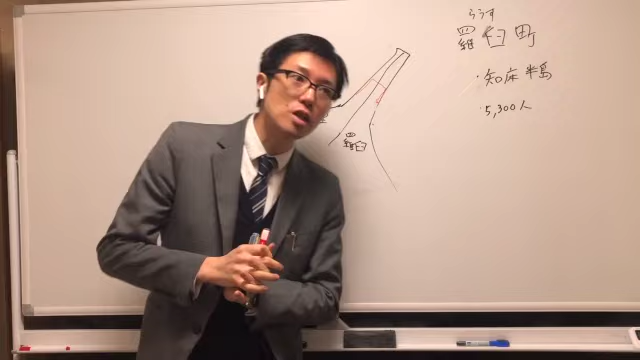 らうす
羅臼町
・知床半島
・5,300人
羅臼